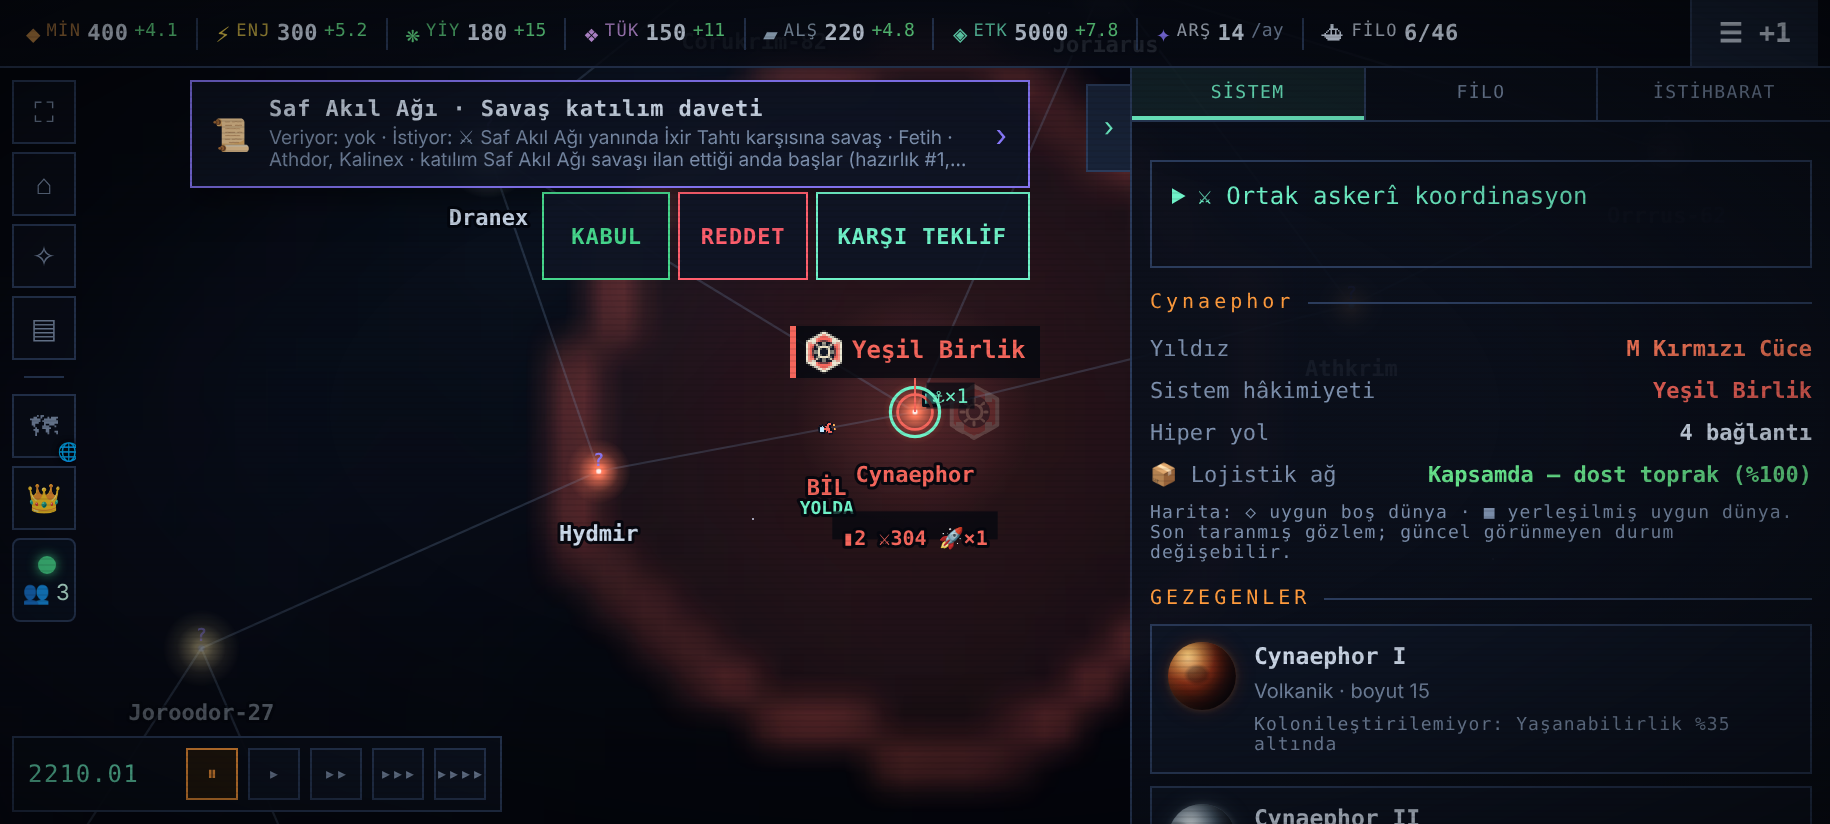 MİN 400 +4.1 ENJ 300 +5.2 YİY 180 +15 TÜK 150 +11 ALŞ 220 +4.8 ETK 5000 +7.8 ARŞ 14 /ay FİLO 6/46 ☰ +1
Jorıarus
Saf Akıl Ağı · Savaş katılım daveti
Veriyor: yok · İstiyor: ⚔ Saf Akıl Ağı yanında İxir Tahtı karşısına savaş · Fetih ·
Athdor, Kalinex · katılım Saf Akıl Ağı savaşı ilan ettiği anda başlar (hazırlık #1,...
Dranex
KABUL
REDDET
KARŞI TEKLİF
Yeşil Birlik
×1
Cynaephor
BİL
YOLDA
2 ⚔304 🚀×1
?
Hydmir
?
Joroodor-27
3
2210.01
SİSTEM
FİLO
İSTİHBARAT
▶ ⚔ Ortak askerî koordinasyon
Cynaephor
Yıldız M Kırmızı Cüce
Athkrim
Sistem hâkimiyeti Yeşil Birlik
Hiper yol 4 bağlantı
📦 Lojistik ağ Kapsamda — dost toprak (%100)
Harita: ◇ uygun boş dünya · ■ yerleşilmiş uygun dünya.
Son taranmış gözlem; güncel görünmeyen durum
değişebilir.
GEZEGENLER
Cynaephor I
Volkanik · boyut 15
Kolonileştirilemiyor: Yaşanabilirlik %35
altında
Cynaephor II